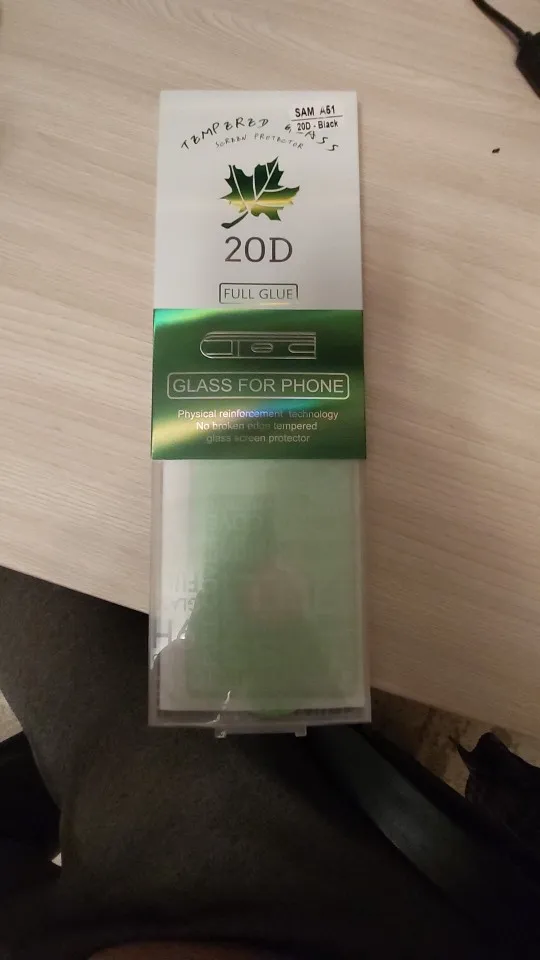 SAM A51
20D - Black
TEMPERED GLASS
SCREEN PROTECTOR
20D
FULL GLUE
GLASS FOR PHONE
Physical reinforcement technology
No broken edge tempered
glass screen protector